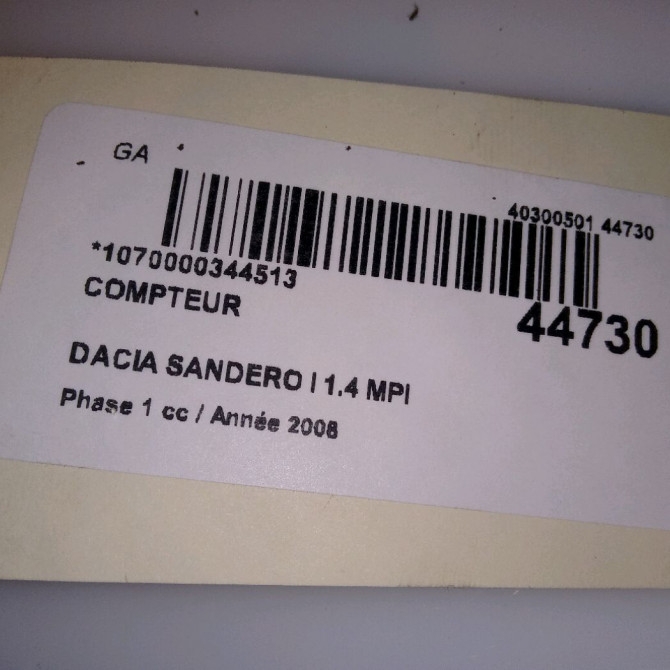 GA
40300501 44730
*1070000344513
COMPTEUR
44730
DACIA SANDERO I 1.4 MPI
Phase 1 cc / Année 2008